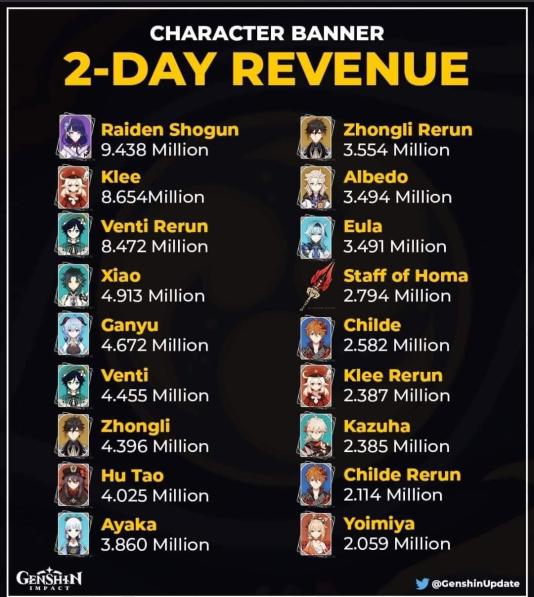 CHARACTER BANNER
2-DAY REVENUE
Raiden Shogun
9.438 Million
Klee
8.654Million
Venti Rerun
8.472 Million
Xiao
4.913 Million
Ganyu
4.672 Million
Venti
4.455 Million
Zhongli
4.396 Million
Hu Tao
4.025 Million
Ayaka
3.860 Million
Zhongli Rerun
3.554 Million
Albedo
3.494 Million
Eula
3.491 Million
Staff of Homa
2.794 Million
Childe
2.582 Million
Klee Rerun
2.387 Million
Kazuha
2.385 Million
Childe Rerun
2.114 Million
Yoimiya
2.059 Million
GENSHIN
IMPACT
@GenshinUpdate